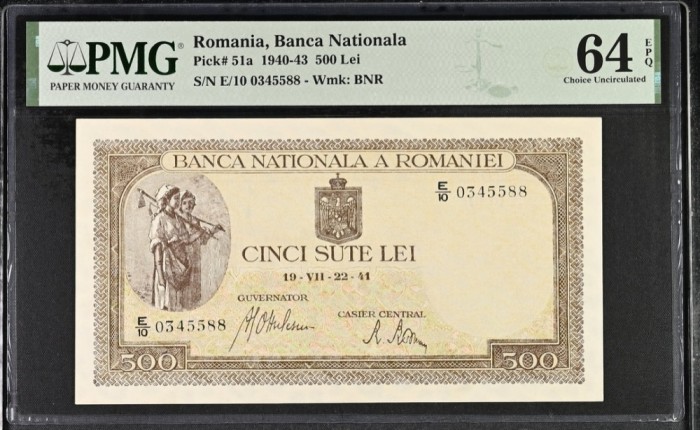 PMG
PAPER MONEY GUARANTY
Romania, Banca Nationala
Pick# 51a 1940-43 500 Lei
S/N E/10 0345588 - Wmk: BNR
64 EPQ
Choice Uncirculated
BANCA NATIONALA A ROMANIEI
E/10 0345588
CINCI SUTE LEI
19-VII-22-41
GUVERNATOR
CASIER CENTRAL
E/10 0345588
500
500